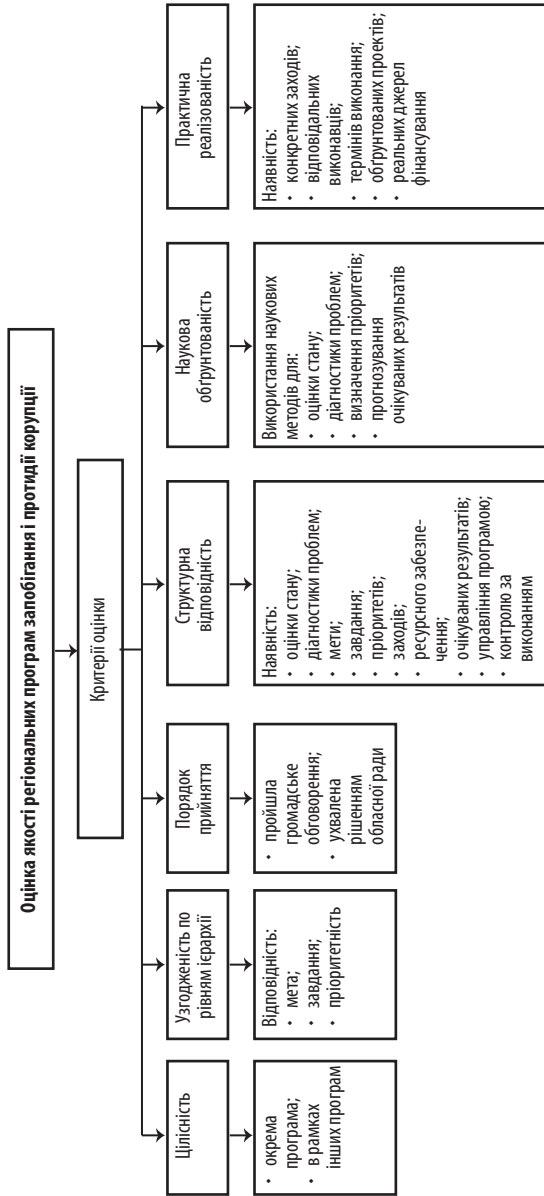 Оцінка якості регіональних програм запобігання і протидії корупції
Критерії оцінки
Цілісність
• окрема
програма;
• в рамках
інших програм
Узгодженість по
рівням ієрархії
Відповідність:
• мета;
• завдання;
• пріоритетність
Порядок
прийняття
• пройшла
громадське
обговорення;
• ухвалена
рішенням
обласної ради
Структурна
відповідність
Наявність:
• оцінки стану;
• діагностики проблем;
• мети;
• завдання;
• пріоритетів;
• заходів;
• ресурсного забезпе-
чення;
• очікуваних результатів;
• управління програмою;
• контролю за
виконанням
Наукова
обґрунтованість
Використання наукових
методів для:
• оцінки стану;
• діагностики проблем;
• визначення пріоритетів;
• прогнозування
очікуваних результатів
Практична
реалізованість
Наявність:
• конкретних заходів;
• відповідальних
виконавців;
• термінів виконання;
• обґрунтованих проектів;
• реальних джерел
фінансування